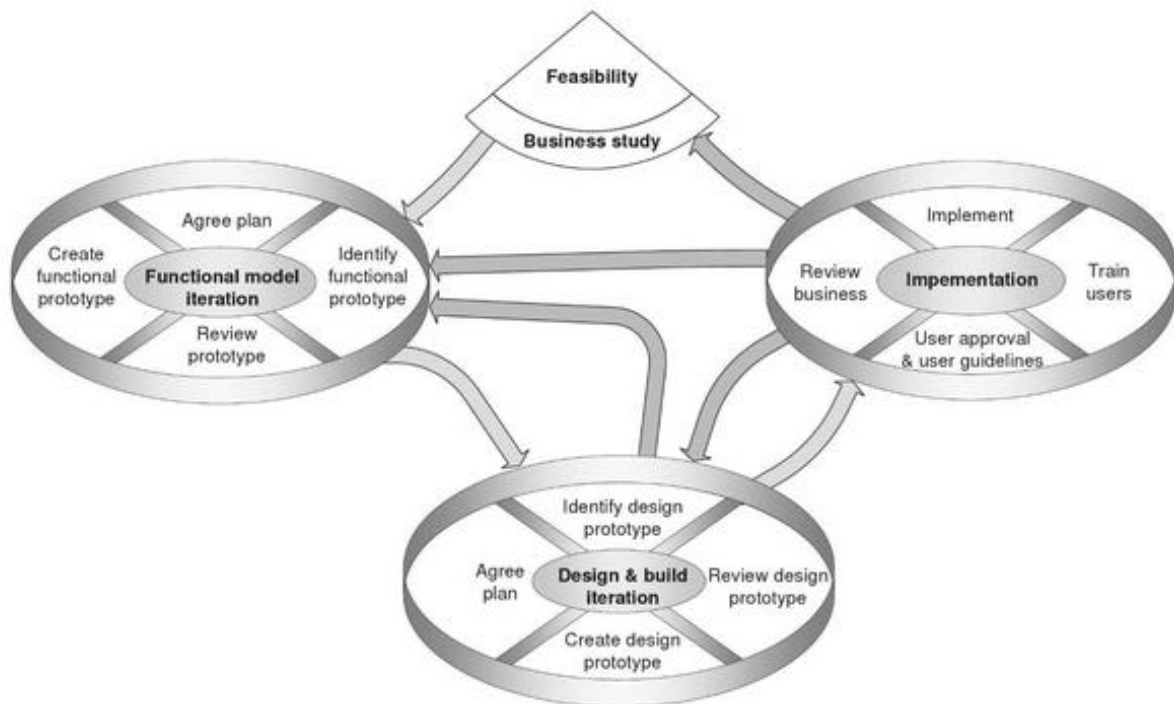 Feasibility
Business study
Agree plan
Create
functional
prototype
Functional model
iteration
Identify
functional
prototype
Review
prototype
Implement
Review
business
Impementation
Train
users
User approval
& user guidelines
Identify design
prototype
Agree
plan
Design & build
iteration
Review design
prototype
Create design
prototype